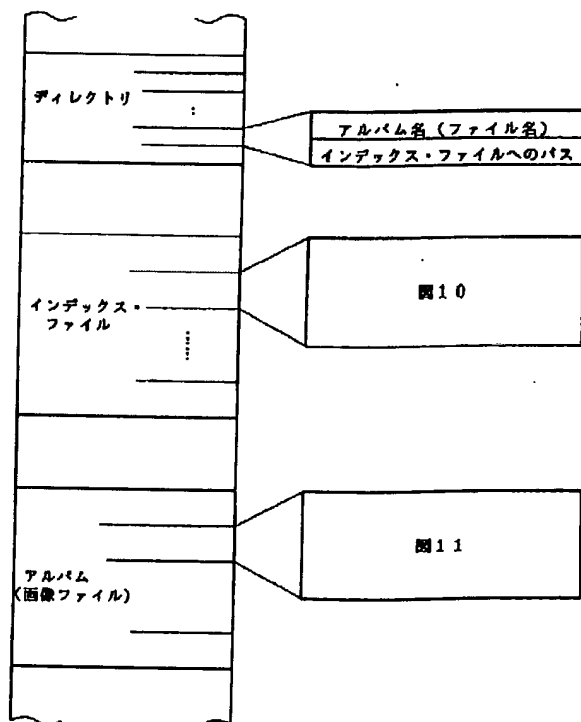 ディレクトリ
アルバム名(ファイル名)
インデックス・ファイルへのパス
図10
インデックス・
ファイル
図11
アルバム
(画像ファイル)